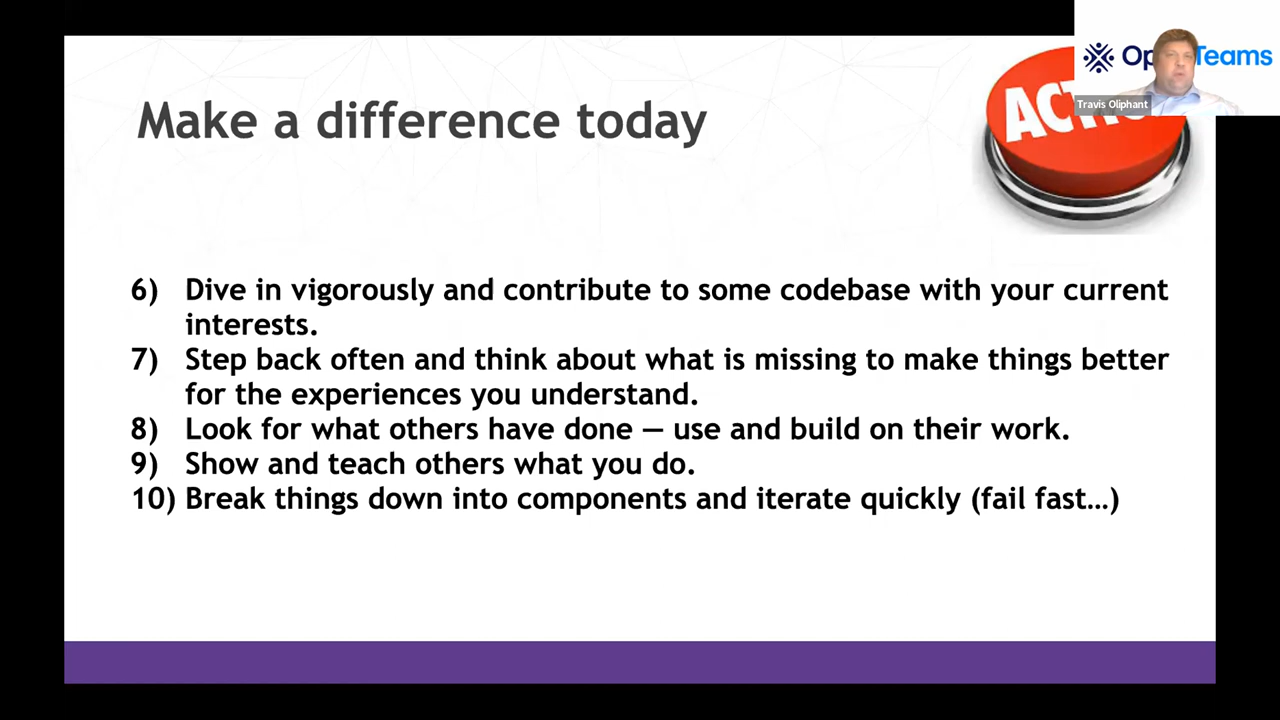 Make a difference today
Teams
Travis Oliphant
6) Dive in vigorously and contribute to some codebase with your current
interests.
7) Step back often and think about what is missing to make things better
for the experiences you understand.
8) Look for what others have done — use and build on their work.
9) Show and teach others what you do.
10) Break things down into components and iterate quickly (fail fast…)